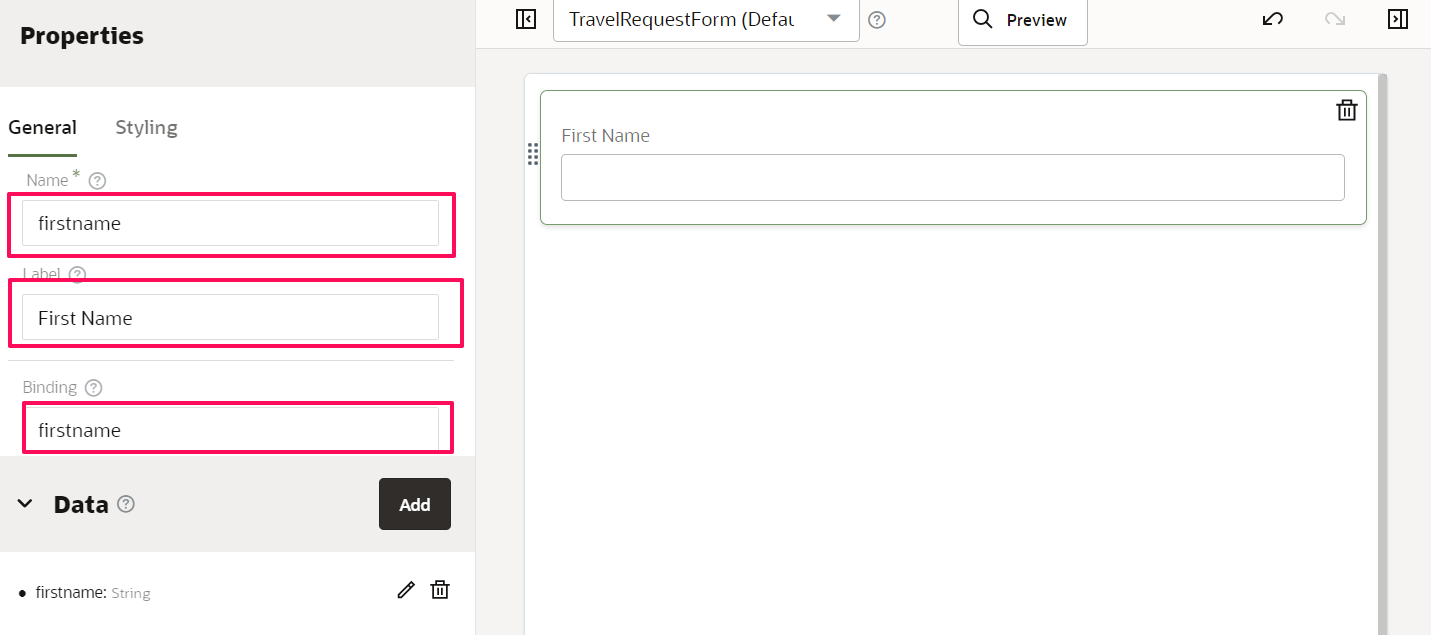 Properties
General
Styling
Name *
firstname
Label
First Name
Binding
firstname
Data
Add
firstname: String
TravelRequestForm (Defau
Preview
First Name